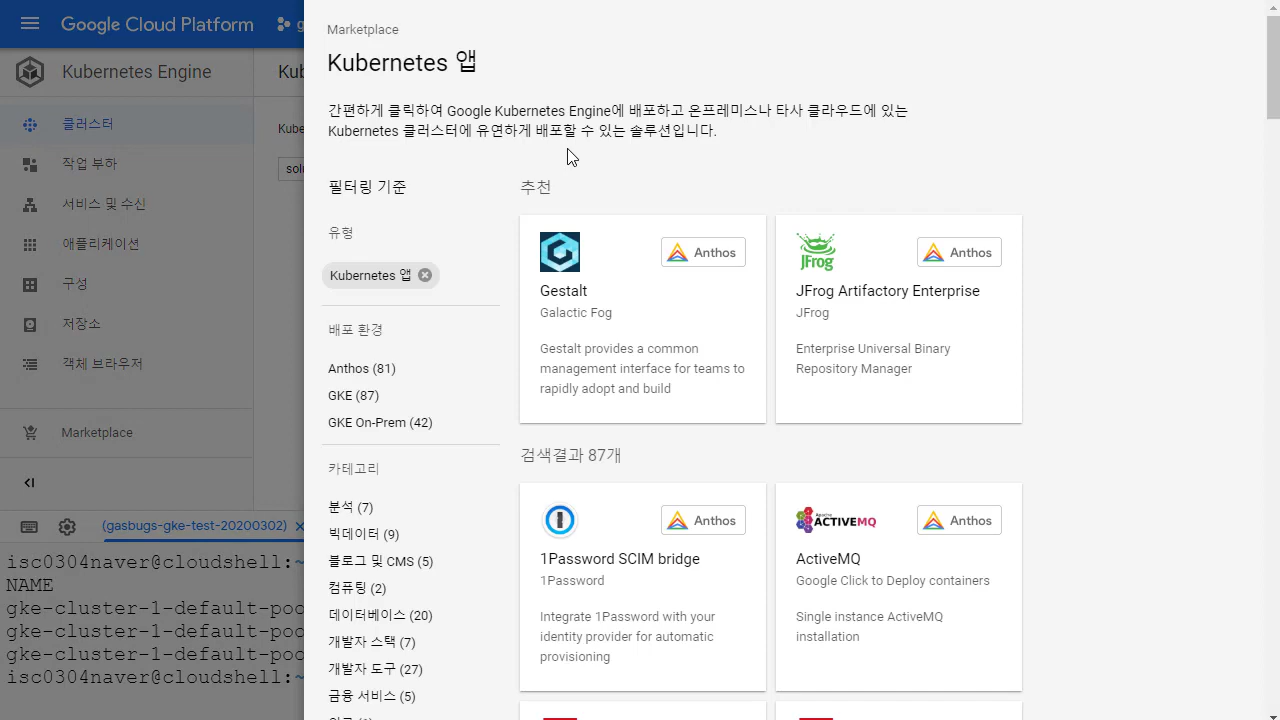 Google Cloud Platform
Kubernetes Engine
클러스터
작업 부하
서비스 및 수신
애플리케이션
구성
저장소
객체 브라우저
Marketplace
(gasbugs-gke-test-20200302)
isc0304naver@cloudshell:~
NAME
gke-cluster-1-default-poo
gke-cluster-1-default-poo
gke-cluster-1-default-poo
isc0304naver@cloudshell:~
Marketplace
Kubernetes 앱
간편하게 클릭하여 Google Kubernetes Engine에 배포하고 온프레미스나 타사 클라우드에 있는
Kubernetes 클러스터에 유연하게 배포할 수 있는 솔루션입니다.
필터링 기준
유형
Kubernetes 앱
배포 환경
Anthos (81)
GKE (87)
GKE On-Prem (42)
카테고리
분석 (7)
빅데이터 (9)
블로그 및 CMS (5)
컴퓨팅 (2)
데이터베이스 (20)
개발자 스택 (7)
개발자 도구 (27)
금융 서비스 (5)
추천
Anthos
Gestalt
Galactic Fog
Gestalt provides a common
management interface for teams to
rapidly adopt and build
JFrog
Anthos
JFrog Artifactory Enterprise
JFrog
Enterprise Universal Binary
Repository Manager
검색결과 87개
Anthos
1Password SCIM bridge
1Password
Integrate 1Password with your
identity provider for automatic
provisioning
Apache
ACTIVEMQ
Anthos
ActiveMQ
Google Click to Deploy containers
Single instance ActiveMQ
installation